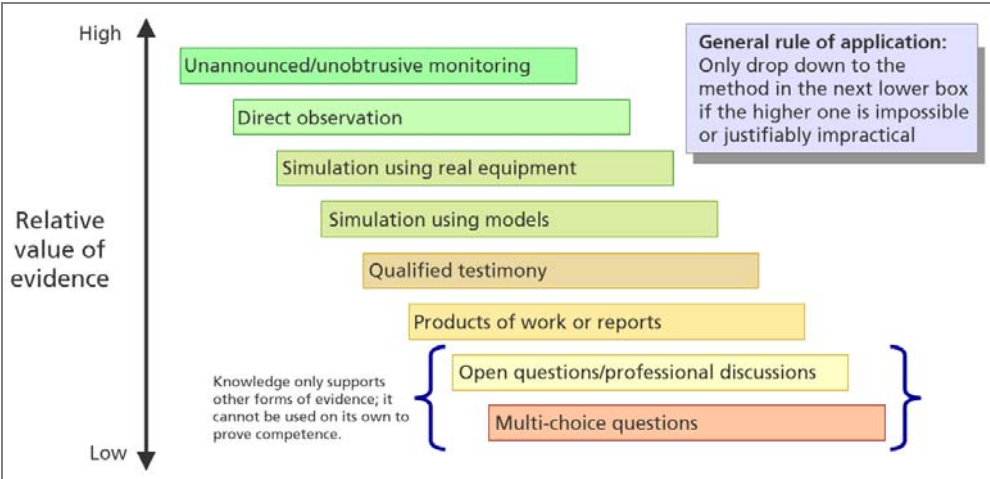 High
Unannounced/unobtrusive monitoring
General rule of application:
Only drop down to the
method in the next lower box
if the higher one is impossible
or justifiably impractical
Direct observation
Simulation using real equipment
Relative
value of
evidence
Simulation using models
Qualified testimony
Products of work or reports
Knowledge only supports
other forms of evidence; it
cannot be used on its own to
prove competence.
Open questions/professional discussions
Multi-choice questions
Low